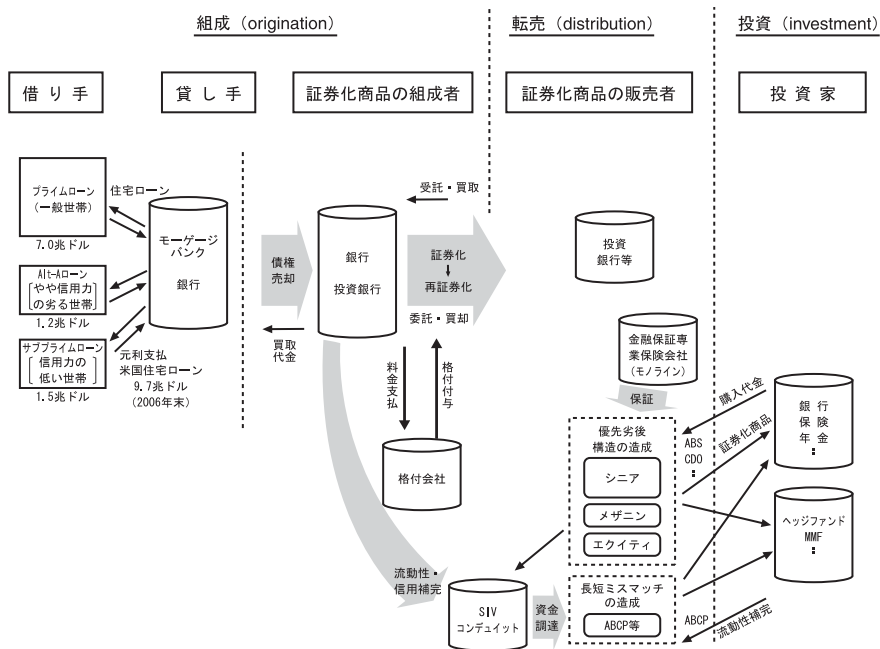 組成（origination）
転売（distribution）
投資（investment）
借り手
貸し手
証券化商品の組成者
証券化商品の販売者
投資家
プライムローン
（一般世帯）
7.0兆ドル
住宅ローン
Alt-Aローン
やや信用力
の劣る世帯
1.2兆ドル
サブプライムローン
信用力の
低い世帯
1.5兆ドル
モーゲージ
バンク
銀行
元利支払
米国住宅ローン
9.7兆ドル
（2006年末）
債権
売却
買取
代金
銀行
投資銀行
受託・買取
証券化
再証券化
委託・買却
料金支払
格付付与
格付会社
流動性・
信用補完
投資
銀行等
金融保証専
業保険会社
（モノライン）
保証
優先劣後
構造の造成
シニア
メザニン
エクイティ
ABS
CDO
：
購入代金
証券化商品
銀行
保険
年金
：
ヘッジファンド
MMF
：
SIV
コンデュイット
資金
調達
長短ミスマッチ
の造成
ABCP等
ABCP
流動性補完